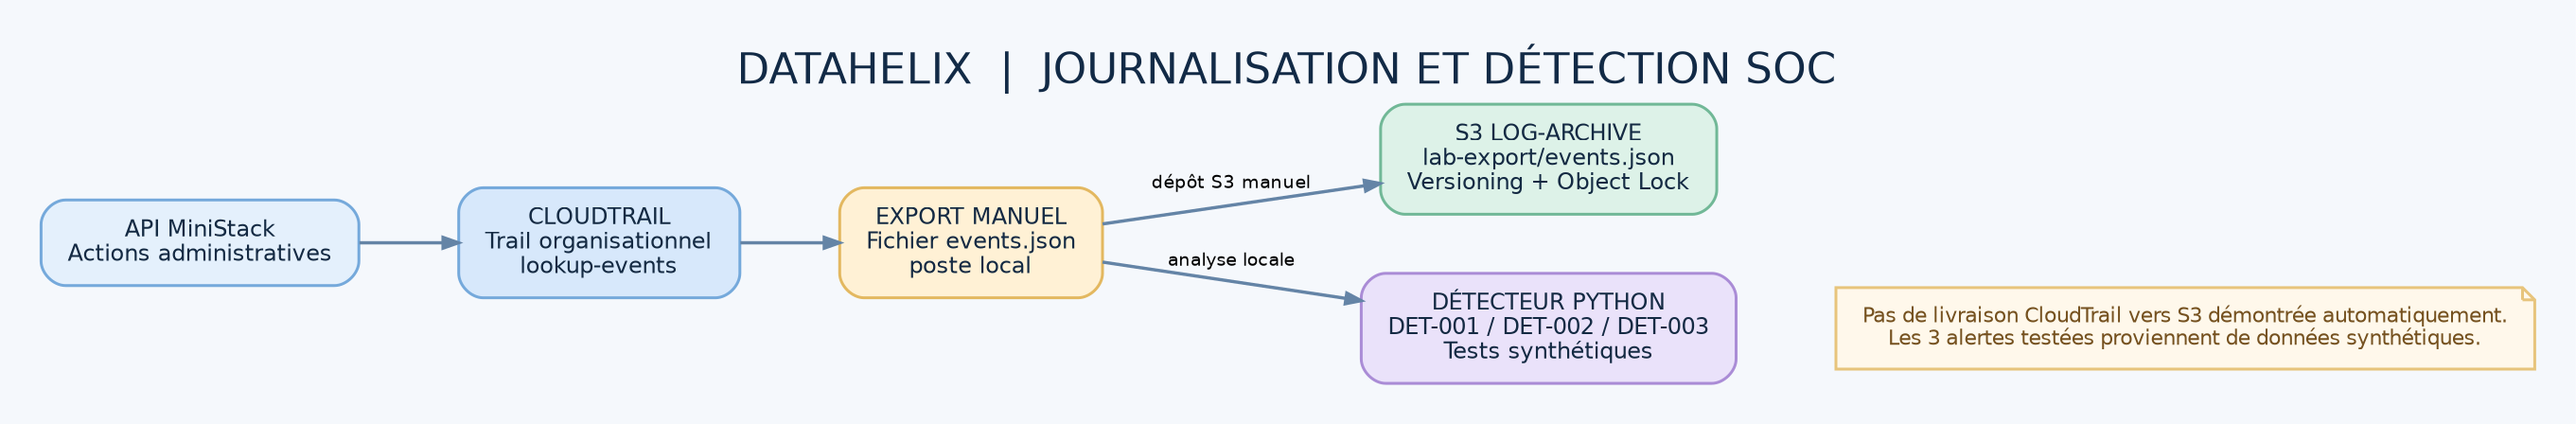 DATAHELIX | JOURNALISATION ET DÉTECTION SOC
API MiniStack
Actions administratives
CLOUDTRAIL
Trail organisationnel
lookup-events
EXPORT MANUEL
Fichier events.json
poste local
dépôt S3 manuel
analyse locale
S3 LOG-ARCHIVE
lab-export/events.json
Versioning + Object Lock
DÉTECTEUR PYTHON
DET-001 / DET-002 / DET-003
Tests synthétiques
Pas de livraison CloudTrail vers S3 démontrée automatiquement.
Les 3 alertes testées proviennent de données synthétiques.